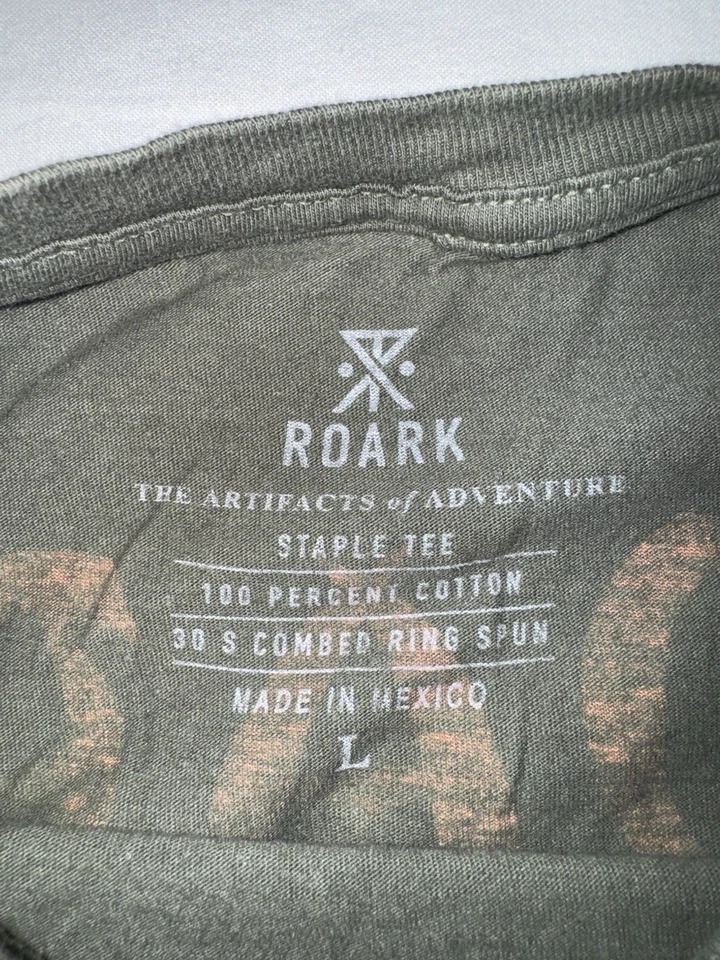 ROARK
THE ARTIFACTS of ADVENTURE
STAPLE TEE
100 PERCENT COTTON
30 S COMBED RING SPUN
MADE IN MEXICO
L